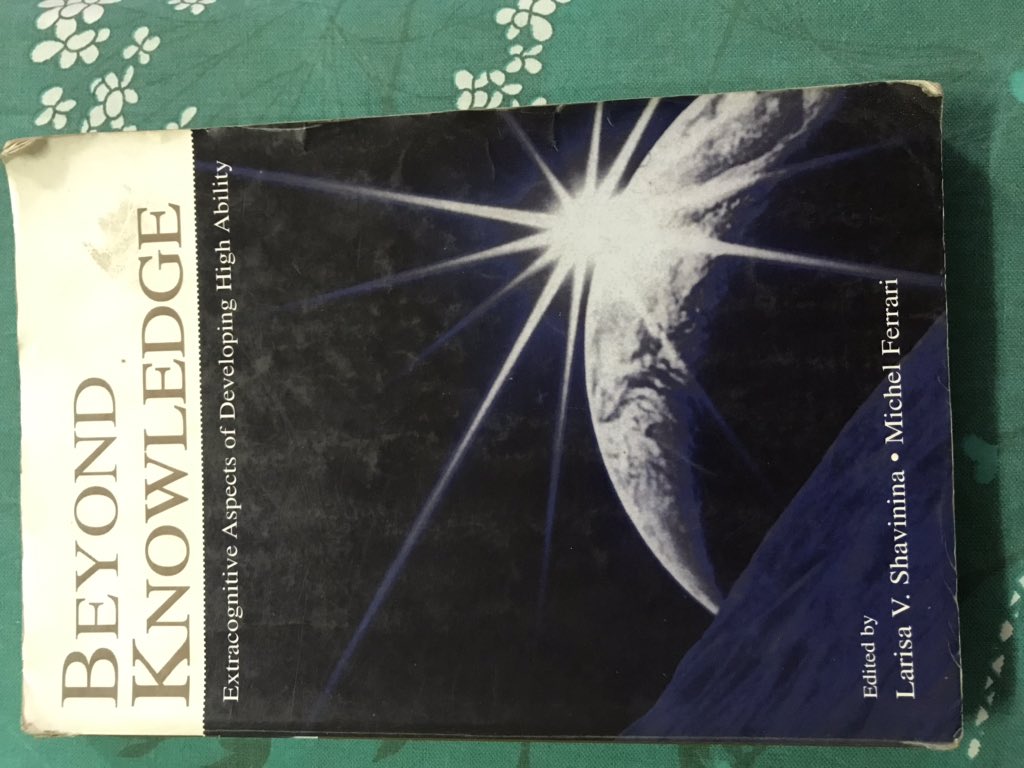 BEYOND
KNOWLEDGE
Extracognitive Aspects of Developing High Ability
Edited by
Larisa V. Shavinina • Michel Ferrari